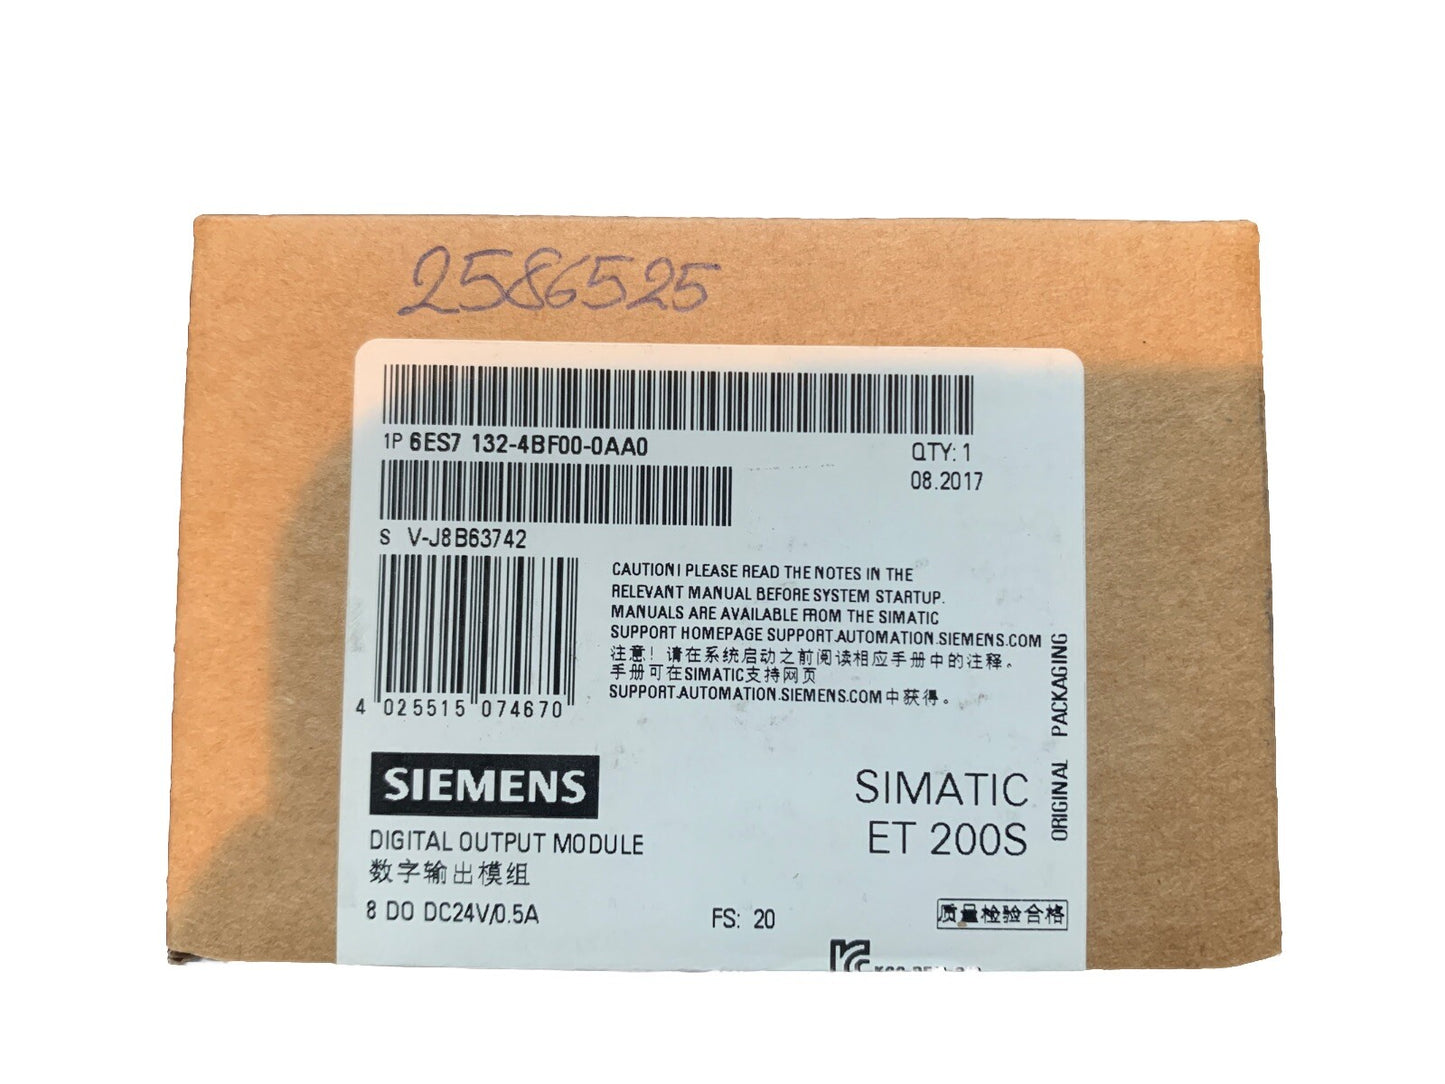 2586525
1P 6ES7 132-4BF00-0AA0
QTY: 1
08.2017
S V-J8B63742
CAUTION! PLEASE READ THE NOTES IN THE
RELEVANT MANUAL BEFORE SYSTEM STARTUP.
MANUALS ARE AVAILABLE FROM THE SIMATIC
SUPPORT HOMEPAGE SUPPORT.AUTOMATION.SIEMENS.COM
注意！请在系统启动之前阅读相应手册中的注释。
手册可在SIMATIC支持网页
SUPPORT.AUTOMATION.SIEMENS.COM中获得。
4 025515 074670
ORIGINAL PACKAGING
SIEMENS
SIMATIC
ET 200S
DIGITAL OUTPUT MODULE
数字输出模组
8 DO DC24V/0.5A
FS: 20
质量检验合格